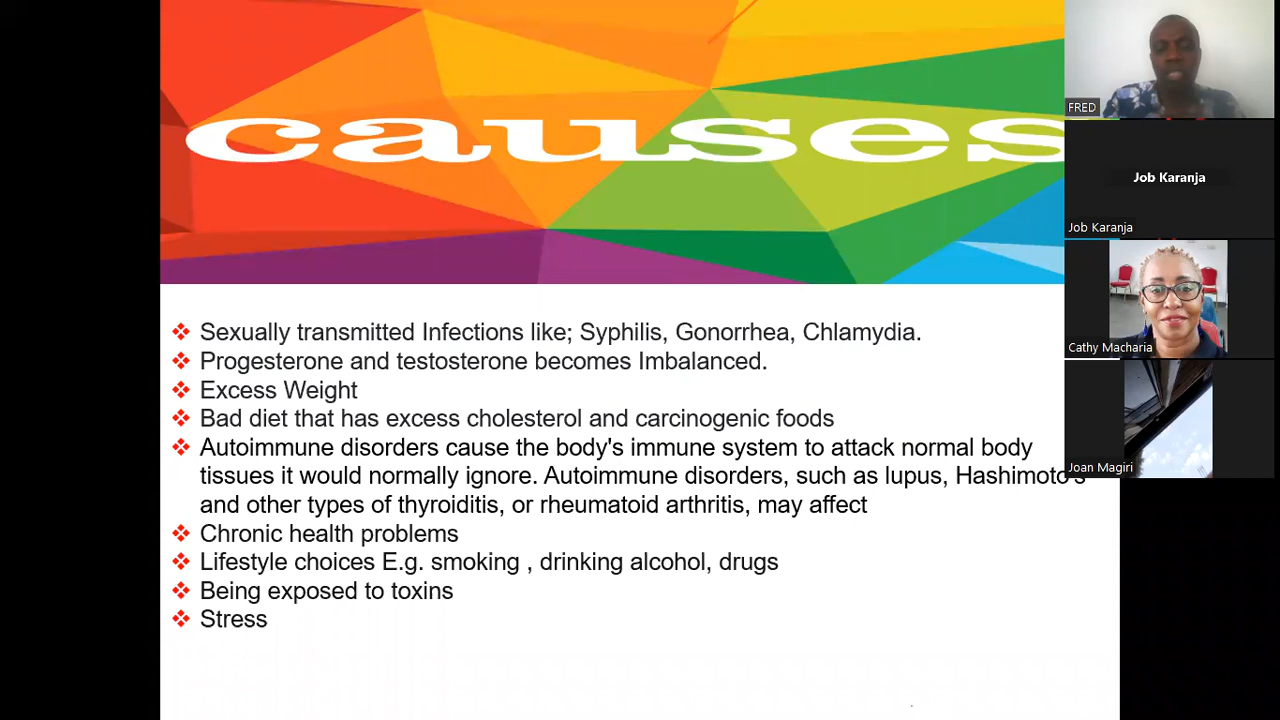 causes
Sexually transmitted Infections like; Syphilis, Gonorrhea, Chlamydia.
Progesterone and testosterone becomes Imbalanced.
Excess Weight
Bad diet that has excess cholesterol and carcinogenic foods
Autoimmune disorders cause the body's immune system to attack normal body
tissues it would normally ignore. Autoimmune disorders, such as lupus, Hashimoto's
and other types of thyroiditis, or rheumatoid arthritis, may affect
Chronic health problems
Lifestyle choices E.g. smoking , drinking alcohol, drugs
Being exposed to toxins
Stress
FRED
Job Karanja
Job Karanja
Cathy Macharia
Joan Magiri